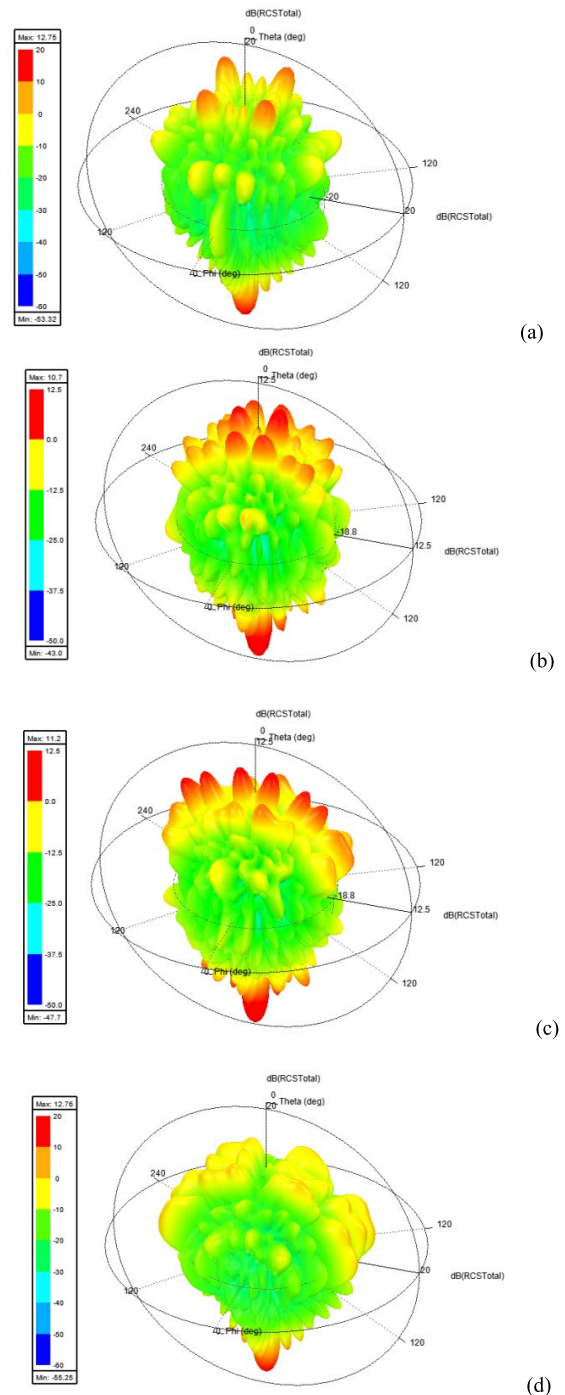 dB(RCSTotal)
0
Theta (deg)
20
Max: 12.75
20
10
0
-10
-20
-30
-40
-50
-60
Min: -53.32
240
120
-20
20
dB(RCSTotal)
120
0 Phi (deg)
120
(a)
dB(RCSTotal)
0
Theta (deg)
12.5
Max: 10.7
12.5
0.0
-12.5
-25.0
-37.5
-50.0
Min: -43.0
240
120
-18.8
12.5
dB(RCSTotal)
120
0 Phi (deg)
120
(b)
dB(RCSTotal)
0
Theta (deg)
12.5
Max: 11.2
12.5
0.0
-12.5
-25.0
-37.5
-50.0
Min: -47.7
240
120
-18.8
12.5
dB(RCSTotal)
120
0 Phi (deg)
120
(c)
dB(RCSTotal)
0
Theta (deg)
20
Max: 12.76
20
10
0
-10
-20
-30
-40
-50
-60
Min: -55.25
240
120
20
dB(RCSTotal)
120
0 Phi (deg)
120
(d)